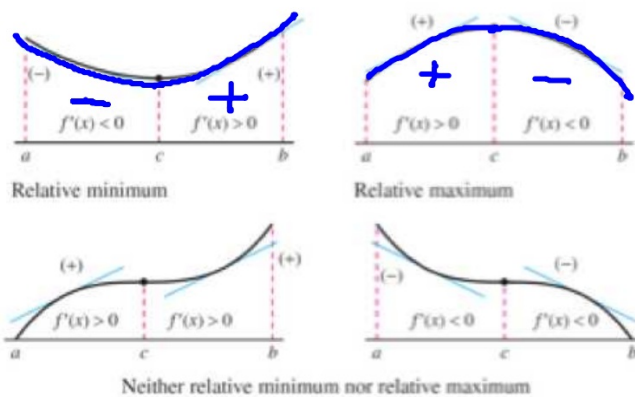 (+) (−)
(−) (+)
− + + −
f'(x) < 0 f'(x) > 0 f'(x) > 0 f'(x) < 0
a c b a c b
Relative minimum Relative maximum
(+) (+) (−) (−)
f'(x) > 0 f'(x) > 0 f'(x) < 0 f'(x) < 0
a c b a c b
Neither relative minimum nor relative maximum